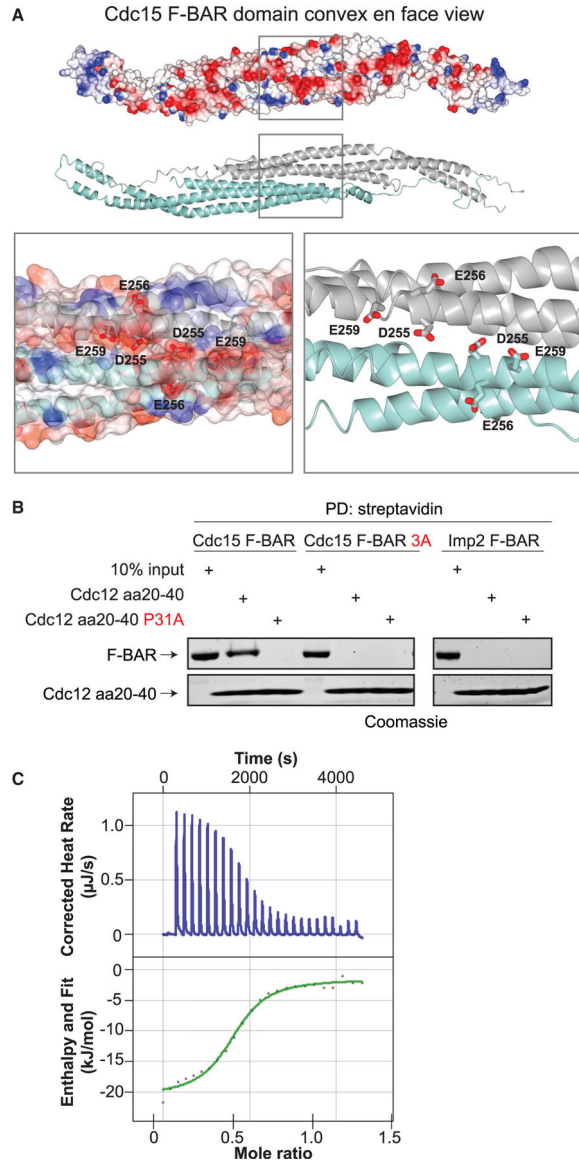 A
Cdc15 F-BAR domain convex en face view
E256
E259
D255
E259
D255
E256
E256
E259
D255
D255
E259
E256
B
PD: streptavidin
Cdc15 F-BAR
Cdc15 F-BAR 3A
Imp2 F-BAR
10% input + + +
Cdc12 aa20-40 + + +
Cdc12 aa20-40 P31A + + +
F-BAR→
Cdc12 aa20-40 →
Coomassie
C
Time (s)
0 2000 4000
Corrected Heat Rate
(µJ/s)
1.0
0.5
0
Enthalpy and Fit
(kJ/mol)
0
-5
-10
-15
-20
0 0.5 1.0 1.5
Mole ratio